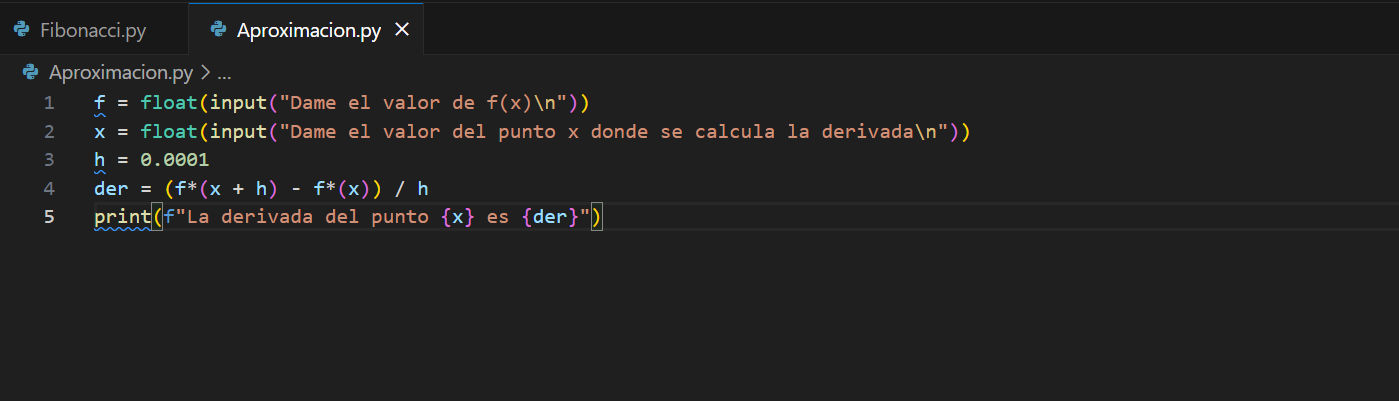 Fibonacci.py
Aproximacion.py ×
Aproximacion.py > ...
1 f = float(input("Dame el valor de f(x)\n"))
2 x = float(input("Dame el valor del punto x donde se calcula la derivada\n"))
3 h = 0.0001
4 der = (f*(x + h) - f*(x)) / h
5 print(f"La derivada del punto {x} es {der}")